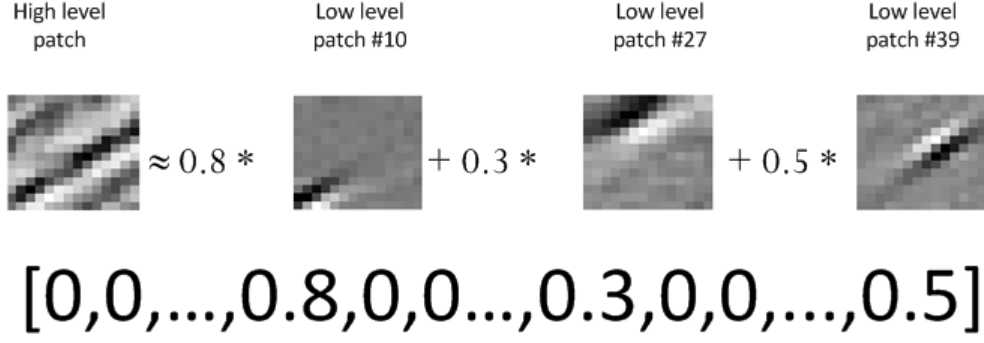 High level
patch
Low level
patch #10
Low level
patch #27
Low level
patch #39
≈ 0.8 * + 0.3 * + 0.5 *
[0,0,...,0.8,0,0...,0.3,0,0,...,0.5]